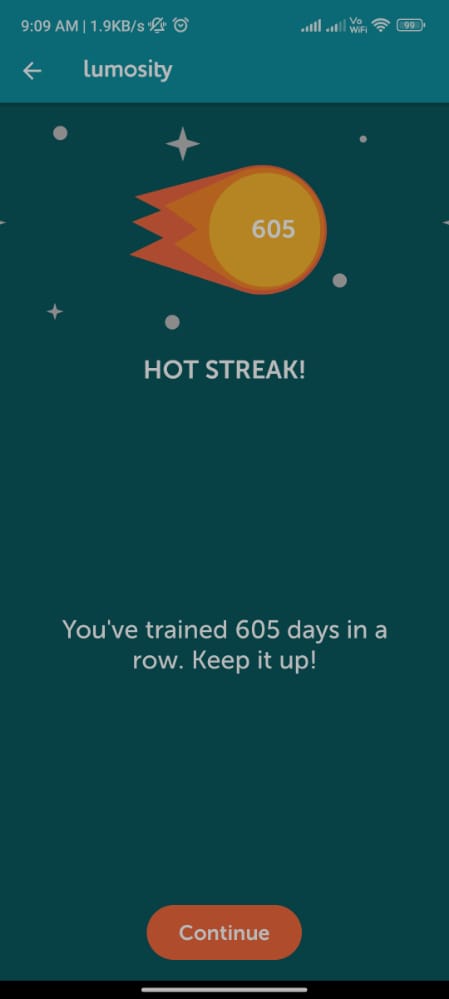 9:09 AM | 1.9KB/s
Vo
WiFi
99
lumosity
605
HOT STREAK!
You've trained 605 days in a
row. Keep it up!
Continue